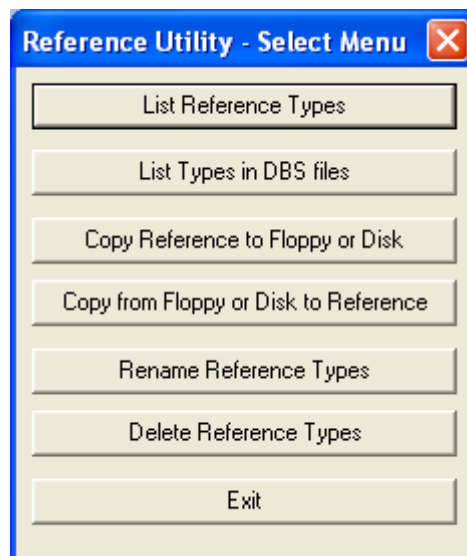 Reference Utility - Select Menu
List Reference Types
List Types in DBS files
Copy Reference to Floppy or Disk
Copy from Floppy or Disk to Reference
Rename Reference Types
Delete Reference Types
Exit